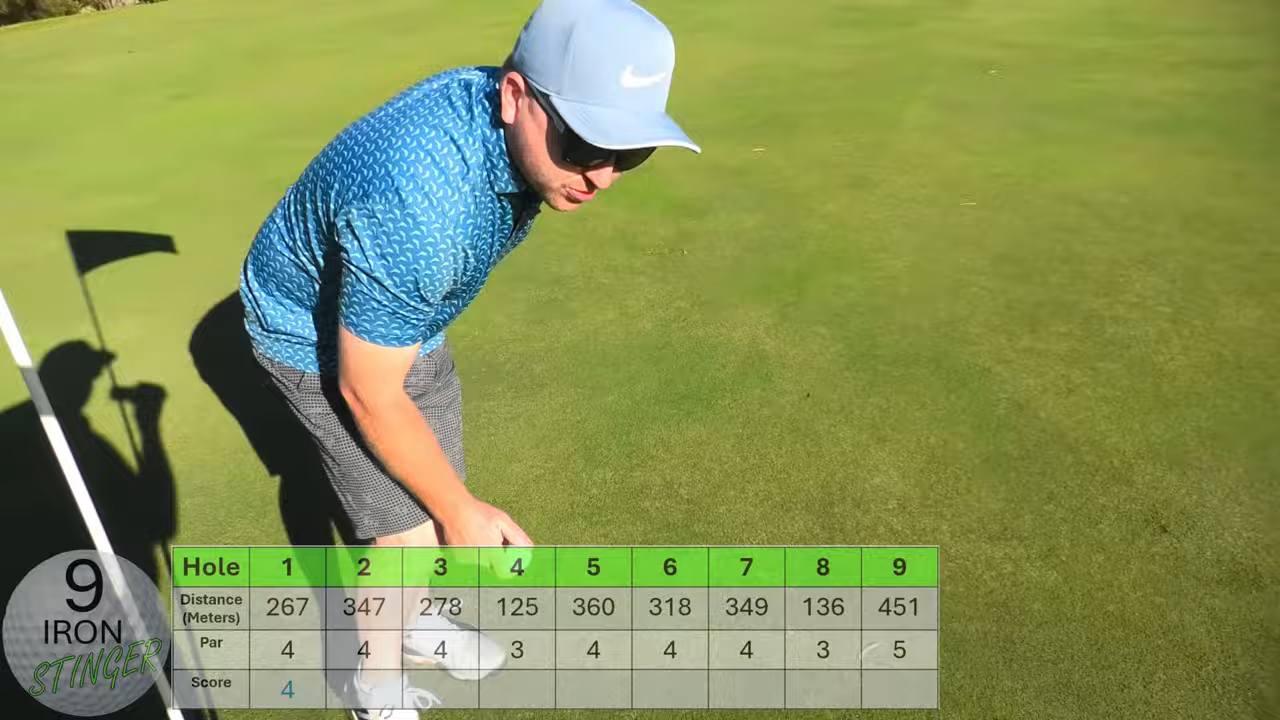 Hole 1 2 3 4 5 6 7 8 9
Distance (Meters) 267 347 278 125 360 318 349 136 451
Par 4 4 4 3 4 4 4 3 5
Score 4
9
IRON
STINGER